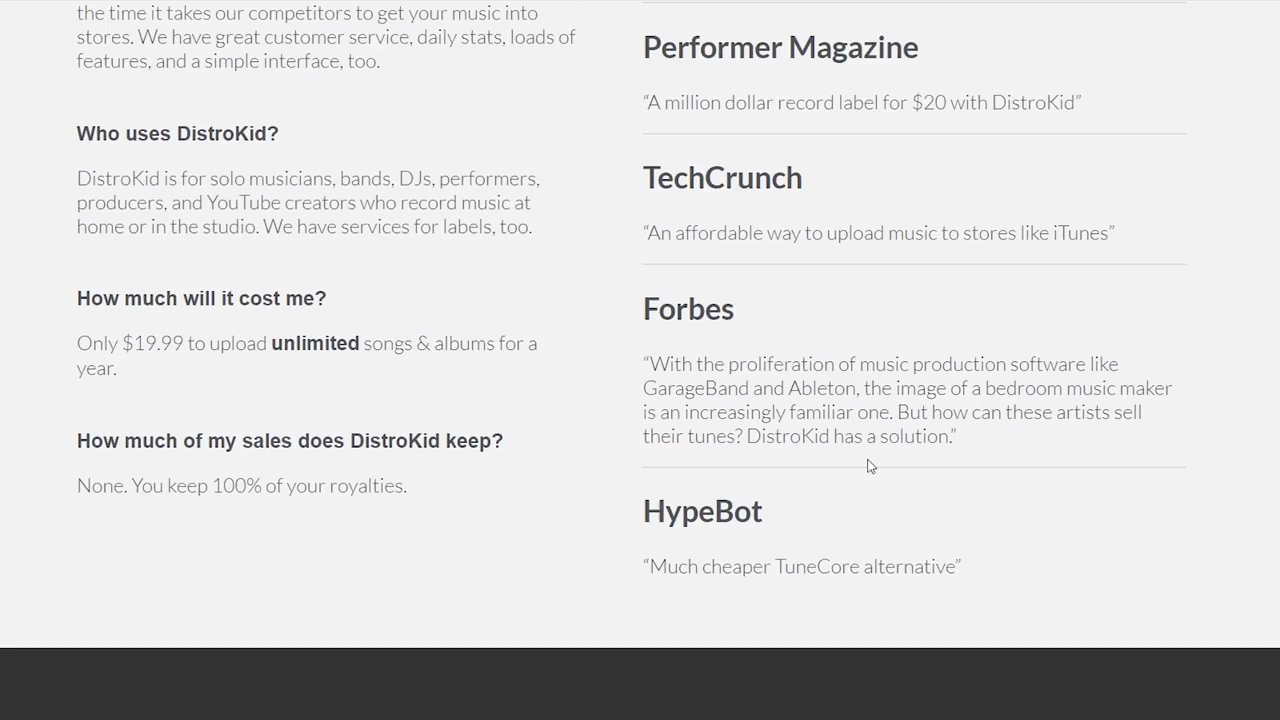 the time it takes our competitors to get your music into
stores. We have great customer service, daily stats, loads of
features, and a simple interface, too.
Who uses DistroKid?
DistroKid is for solo musicians, bands, DJs, performers,
producers, and YouTube creators who record music at
home or in the studio. We have services for labels, too.
How much will it cost me?
Only $19.99 to upload unlimited songs & albums for a
year.
How much of my sales does DistroKid keep?
None. You keep 100% of your royalties.
Performer Magazine
“A million dollar record label for $20 with DistroKid”
TechCrunch
“An affordable way to upload music to stores like iTunes”
Forbes
“With the proliferation of music production software like
GarageBand and Ableton, the image of a bedroom music maker
is an increasingly familiar one. But how can these artists sell
their tunes? DistroKid has a solution.”
HypeBot
“Much cheaper TuneCore alternative”